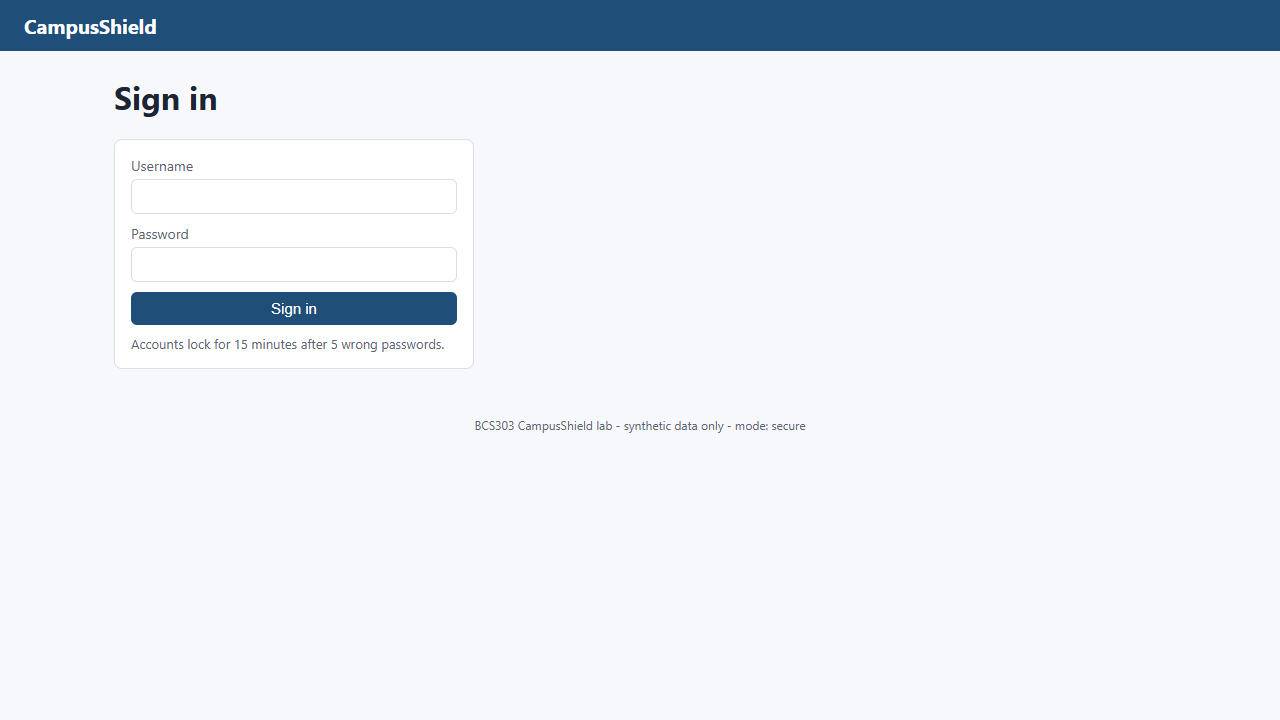 CampusShield
Sign in
Username
Password
Sign in
Accounts lock for 15 minutes after 5 wrong passwords.
BCS303 CampusShield lab - synthetic data only - mode: secure